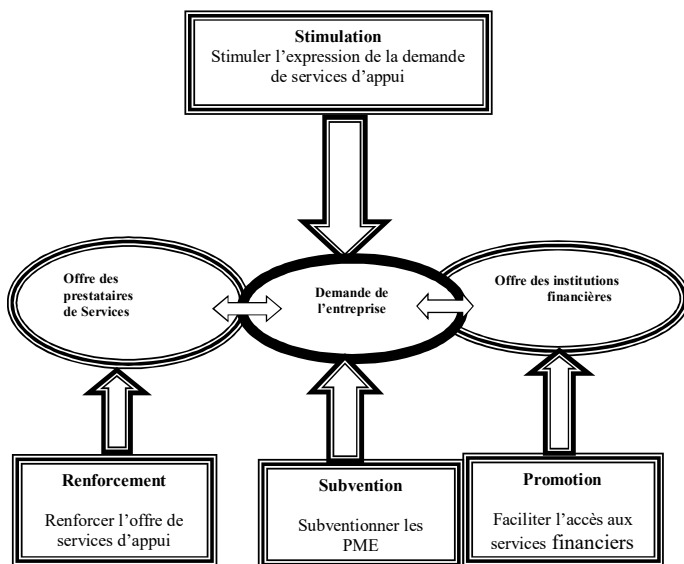 Stimulation
Stimuler l’expression de la demande
de services d’appui
Offre des
prestataires
de Services
Demande de
l’entreprise
Offre des institutions
financières
Renforcement
Renforcer l’offre de
services d’appui
Subvention
Subventionner les
PME
Promotion
Faciliter l’accès aux
services financiers